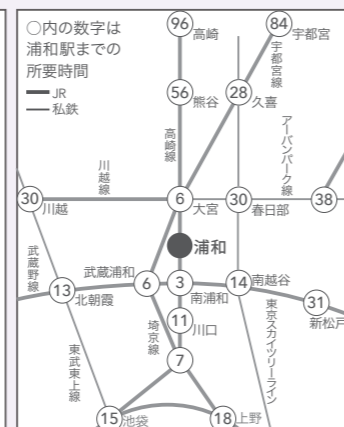 ○内の数字は
浦和駅までの
所要時間
JR
私鉄
96 高崎
84 宇都宮
宇都宮線
56 熊谷
28 久喜
高崎線
アーバンパーク線
川越線
30 川越
6 大宮
30 春日部
38
浦和
武蔵野線
13 北朝霞
武蔵浦和 6
3 南浦和
14 南越谷
31 新松戸
11 川口
埼京線
東武東上線
東京スカイツリーライン
7
15 池袋
18 上野